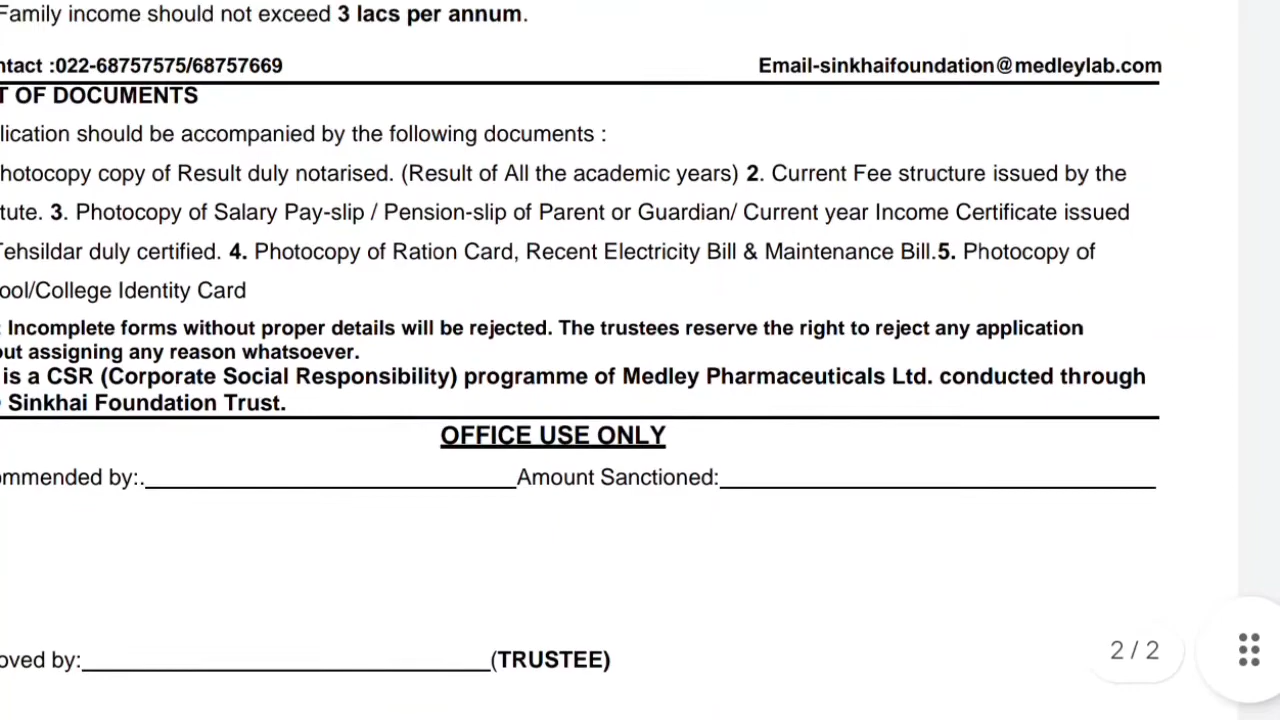 Family income should not exceed 3 lacs per annum.
ntact :022-68757575/68757669 Email-sinkhaifoundation@medleylab.com
T OF DOCUMENTS
lication should be accompanied by the following documents :
hotocopy copy of Result duly notarised. (Result of All the academic years) 2. Current Fee structure issued by the
tute. 3. Photocopy of Salary Pay-slip / Pension-slip of Parent or Guardian/ Current year Income Certificate issued
Tehsildar duly certified. 4. Photocopy of Ration Card, Recent Electricity Bill & Maintenance Bill.5. Photocopy of
ool/College Identity Card
: Incomplete forms without proper details will be rejected. The trustees reserve the right to reject any application
out assigning any reason whatsoever.
is a CSR (Corporate Social Responsibility) programme of Medley Pharmaceuticals Ltd. conducted through
Sinkhai Foundation Trust.
OFFICE USE ONLY
ommended by:.__________ Amount Sanctioned:__________
oved by:__________(TRUSTEE)
2 / 2